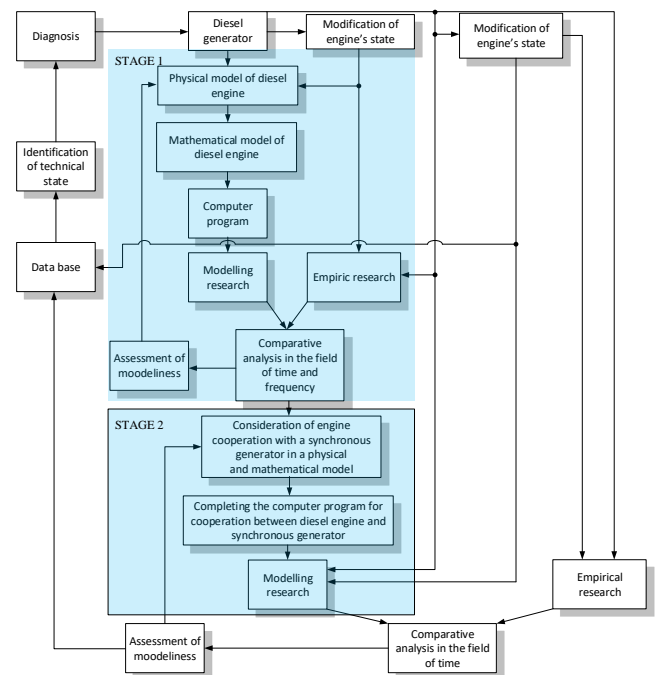 Diagnosis
Diesel
generator
Modification of
engine's state
Modification of
engine's state
STAGE 1
Physical model of diesel
engine
Mathematical model of
diesel engine
Identification
of technical
state
Computer
program
Data base
Modelling
research
Empiric research
Assessment of
moodeliness
Comparative
analysis in the field
of time and
frequency
STAGE 2
Consideration of engine
cooperation with a synchronous
generator in a physical
and mathematical model
Completing the computer program for
cooperation between diesel engine and
synchronous generator
Modelling
research
Empirical
research
Assessment of
moodeliness
Comparative
analysis in the field
of time